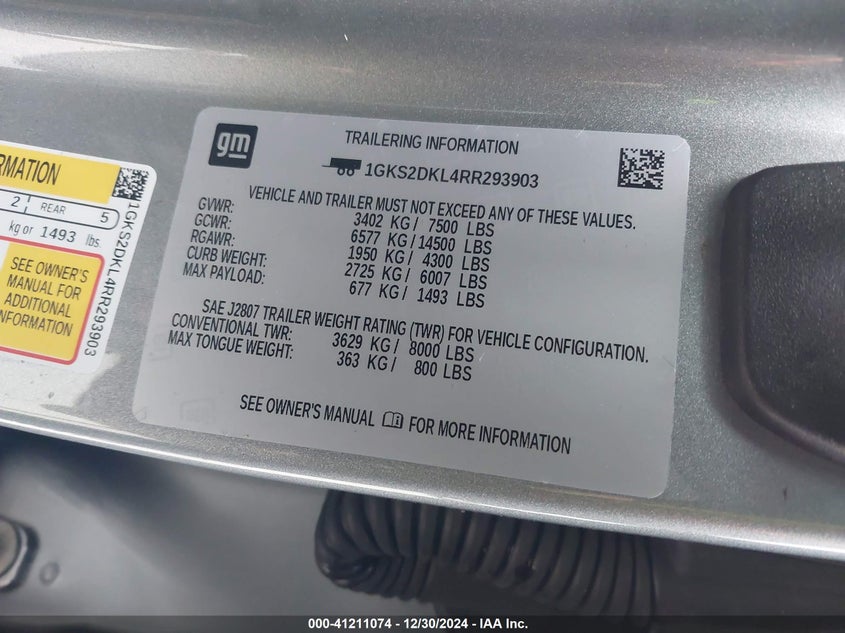 gm
TRAILERING INFORMATION
1GKS2DKL4RR293903
VEHICLE AND TRAILER MUST NOT EXCEED ANY OF THESE VALUES.
GVWR: 3402 KG / 7500 LBS
GCWR: 6577 KG / 14500 LBS
RGAWR: 1950 KG / 4300 LBS
CURB WEIGHT: 2725 KG / 6007 LBS
MAX PAYLOAD: 677 KG / 1493 LBS
SAE J2807 TRAILER WEIGHT RATING (TWR) FOR VEHICLE CONFIGURATION.
CONVENTIONAL TWR: 3629 KG / 8000 LBS
MAX TONGUE WEIGHT: 363 KG / 800 LBS
SEE OWNER'S MANUAL FOR MORE INFORMATION
2 REAR 5
kg or 1493 lbs.
SEE OWNER'S
MANUAL FOR
ADDITIONAL
INFORMATION
1GKS2DKL4RR293903
000-41211074 - 12/30/2024 - IAA Inc.